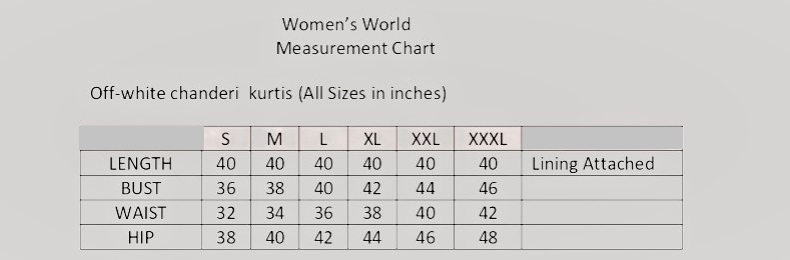 Women's World
Measurement Chart
Off-white chanderi kurtis (All Sizes in inches)
S M L XL XXL XXXL
LENGTH 40 40 40 40 40 40 Lining Attached
BUST 36 38 40 42 44 46
WAIST 32 34 36 38 40 42
HIP 38 40 42 44 46 48